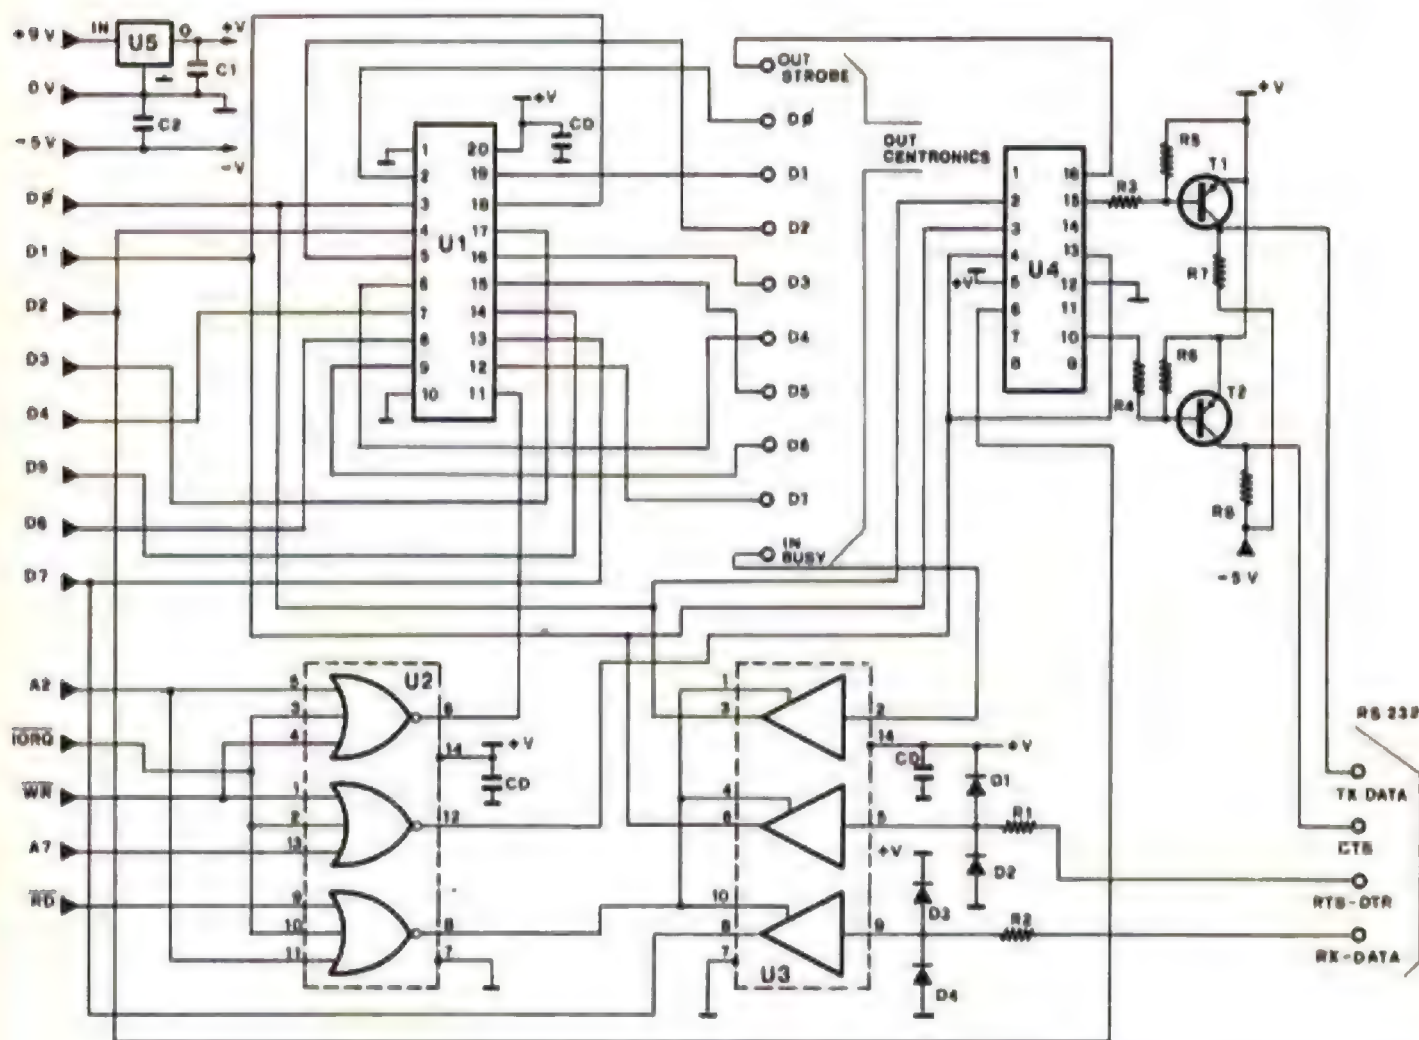 +9V
IN
U5
O
+V
C1
0V
C2
-5V
-V
DØ
D1
D2
D3
D4
D5
D6
D7
A2
IORQ
WR
A7
RD
+V
CD
U1
1
2
3
4
5
6
7
8
9
10
20
19
18
17
16
15
14
13
12
11
OUT STROBE
DØ
D1
D2
D3
D4
D5
D6
D7
IN BUSY
OUT CENTRONICS
U4
1
2
3
4
5
6
7
8
16
15
14
13
12
11
10
9
+V
+V
R5
T1
R3
R7
R6
T2
R4
R8
-5V
U2
5
3
4
6
14
+V
CD
1
2
13
12
9
10
11
8
7
U3
1
3
2
14
CD
+V
D1
4
6
5
R1
D2
+V
10
8
9
7
D3
R2
D4
RS 232
TX DATA
CTS
RTS-DTR
RX-DATA